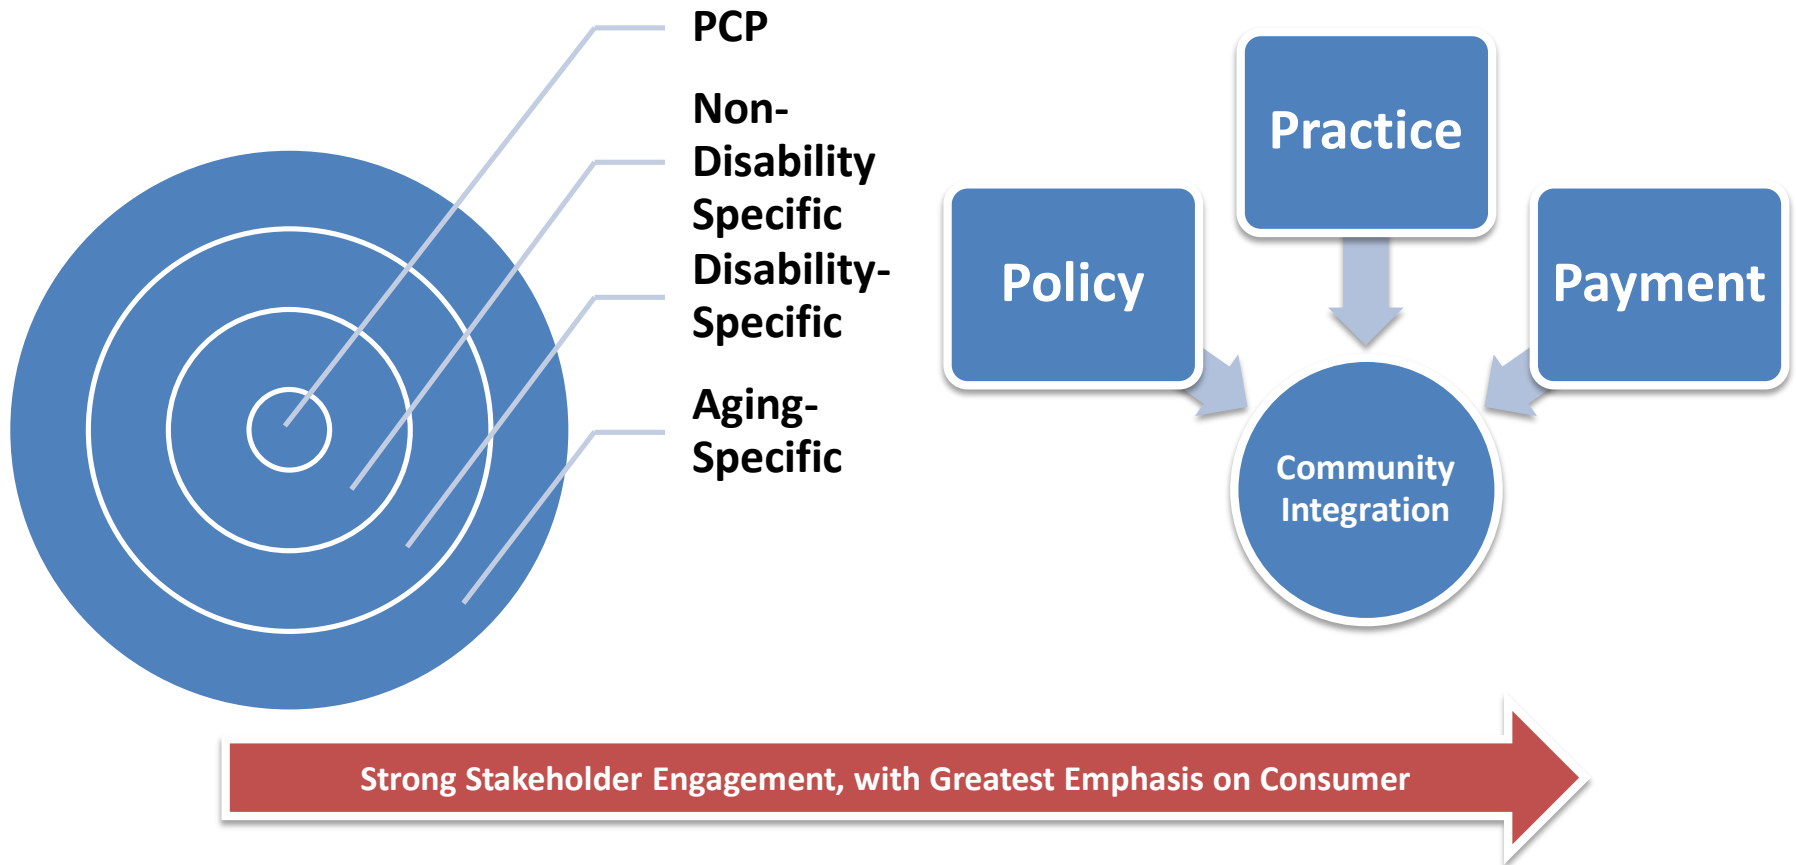 PCP
Non-
Disability
Specific
Disability-
Specific
Aging-
Specific
Practice
Policy
Payment
Community
Integration
Strong Stakeholder Engagement, with Greatest Emphasis on Consumer